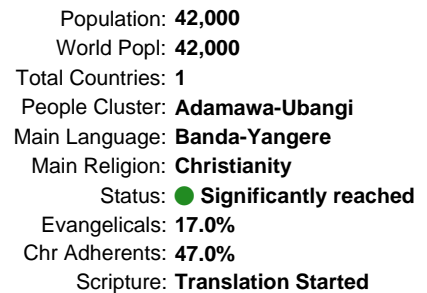 Population: 42,000
World Popl: 42,000
Total Countries: 1
People Cluster: Adamawa-Ubangi
Main Language: Banda-Yangere
Main Religion: Christianity
Status: Significantly reached
Evangelicals: 17.0%
Chr Adherents: 47.0%
Scripture: Translation Started